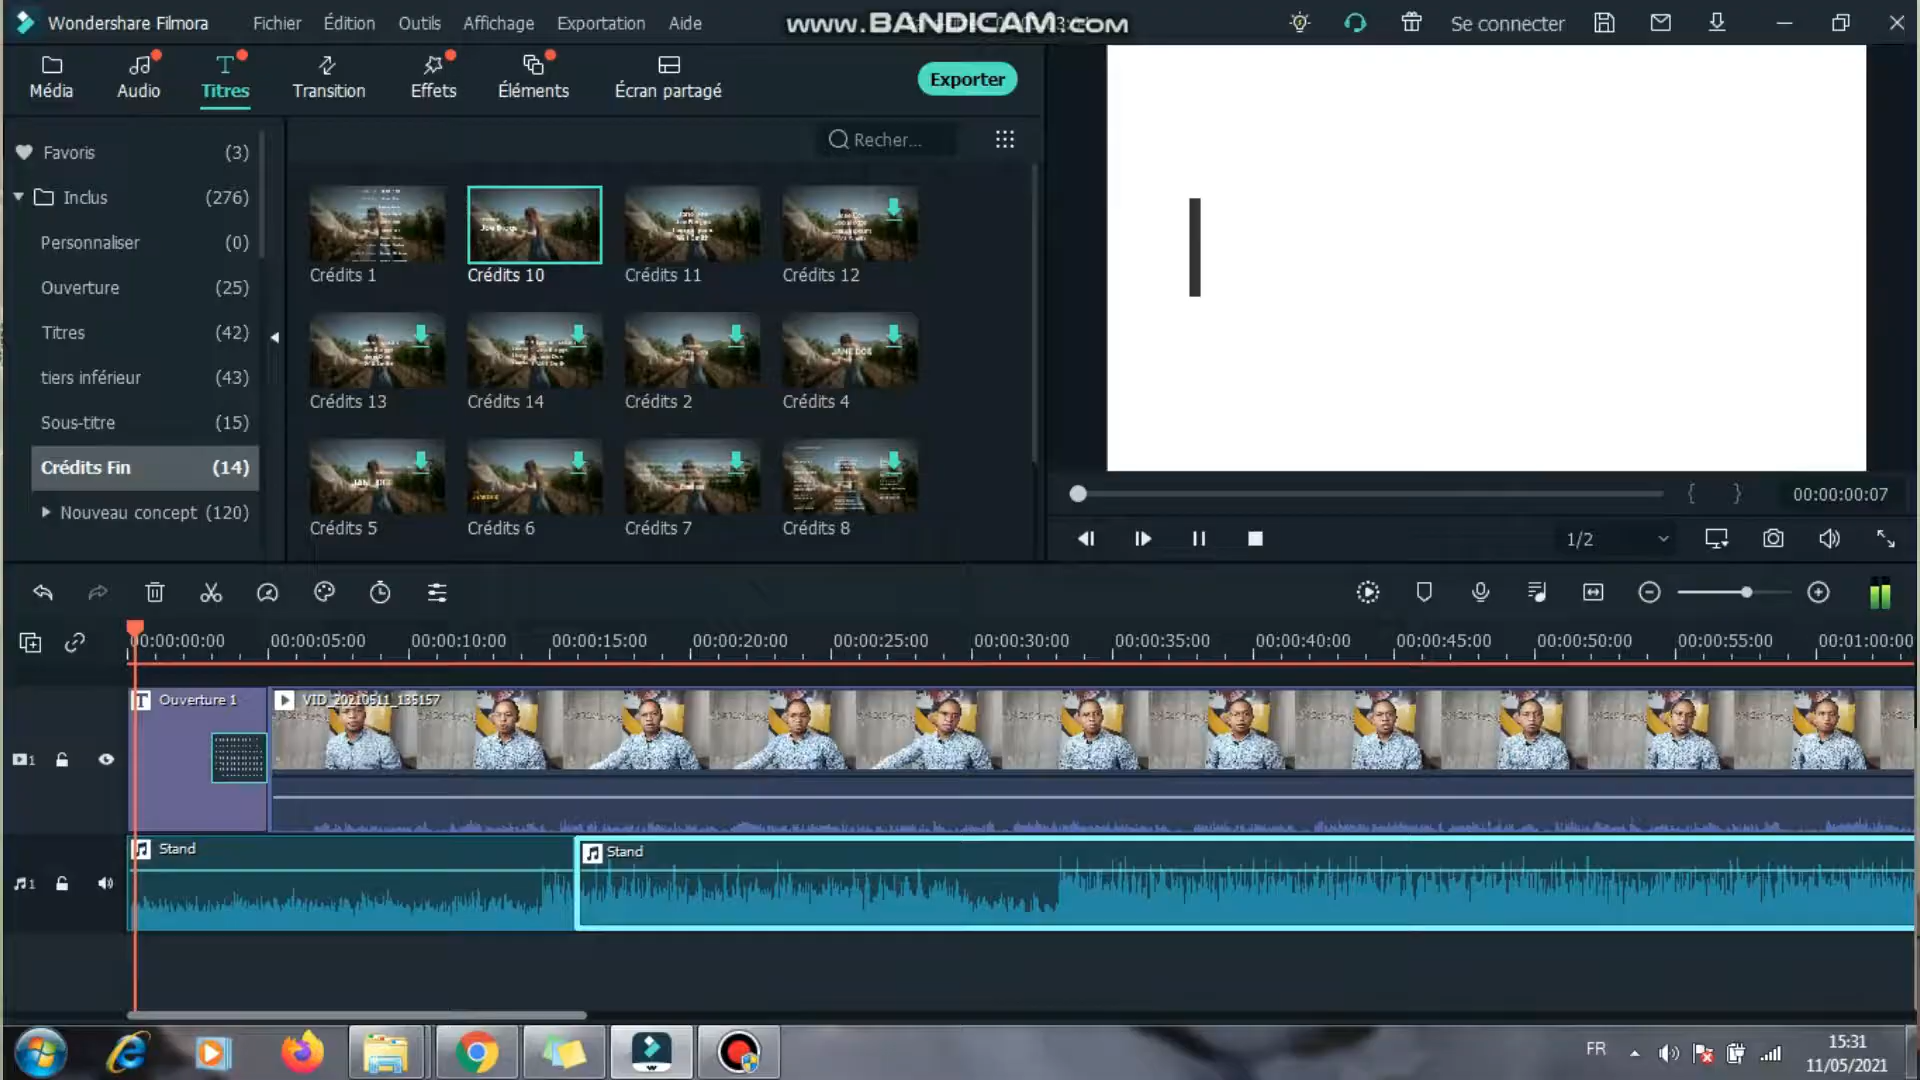 Wondershare Filmora
Fichier
Édition
Outils
Affichage
Exportation
Aide
www.BANDICAM.COM
Se connecter
Média
Audio
Titres
Transition
Effets
Éléments
Écran partagé
Exporter
Favoris (3)
Inclus (276)
Personnaliser (0)
Ouverture (25)
Titres (42)
tiers inférieur (43)
Sous-titre (15)
Crédits Fin (14)
Nouveau concept (120)
Recher...
Crédits 1
Crédits 10
Crédits 11
Crédits 12
Crédits 13
Crédits 14
Crédits 2
Crédits 4
Crédits 5
Crédits 6
Crédits 7
Crédits 8
{ }
00:00:00:07
1/2
00:00:00:00
00:00:05:00
00:00:10:00
00:00:15:00
00:00:20:00
00:00:25:00
00:00:30:00
00:00:35:00
00:00:40:00
00:00:45:00
00:00:50:00
00:00:55:00
00:01:00:00
Ouverture 1
VID_20210511_135157
1
Stand
Stand
1
FR
15:31
11/05/2021